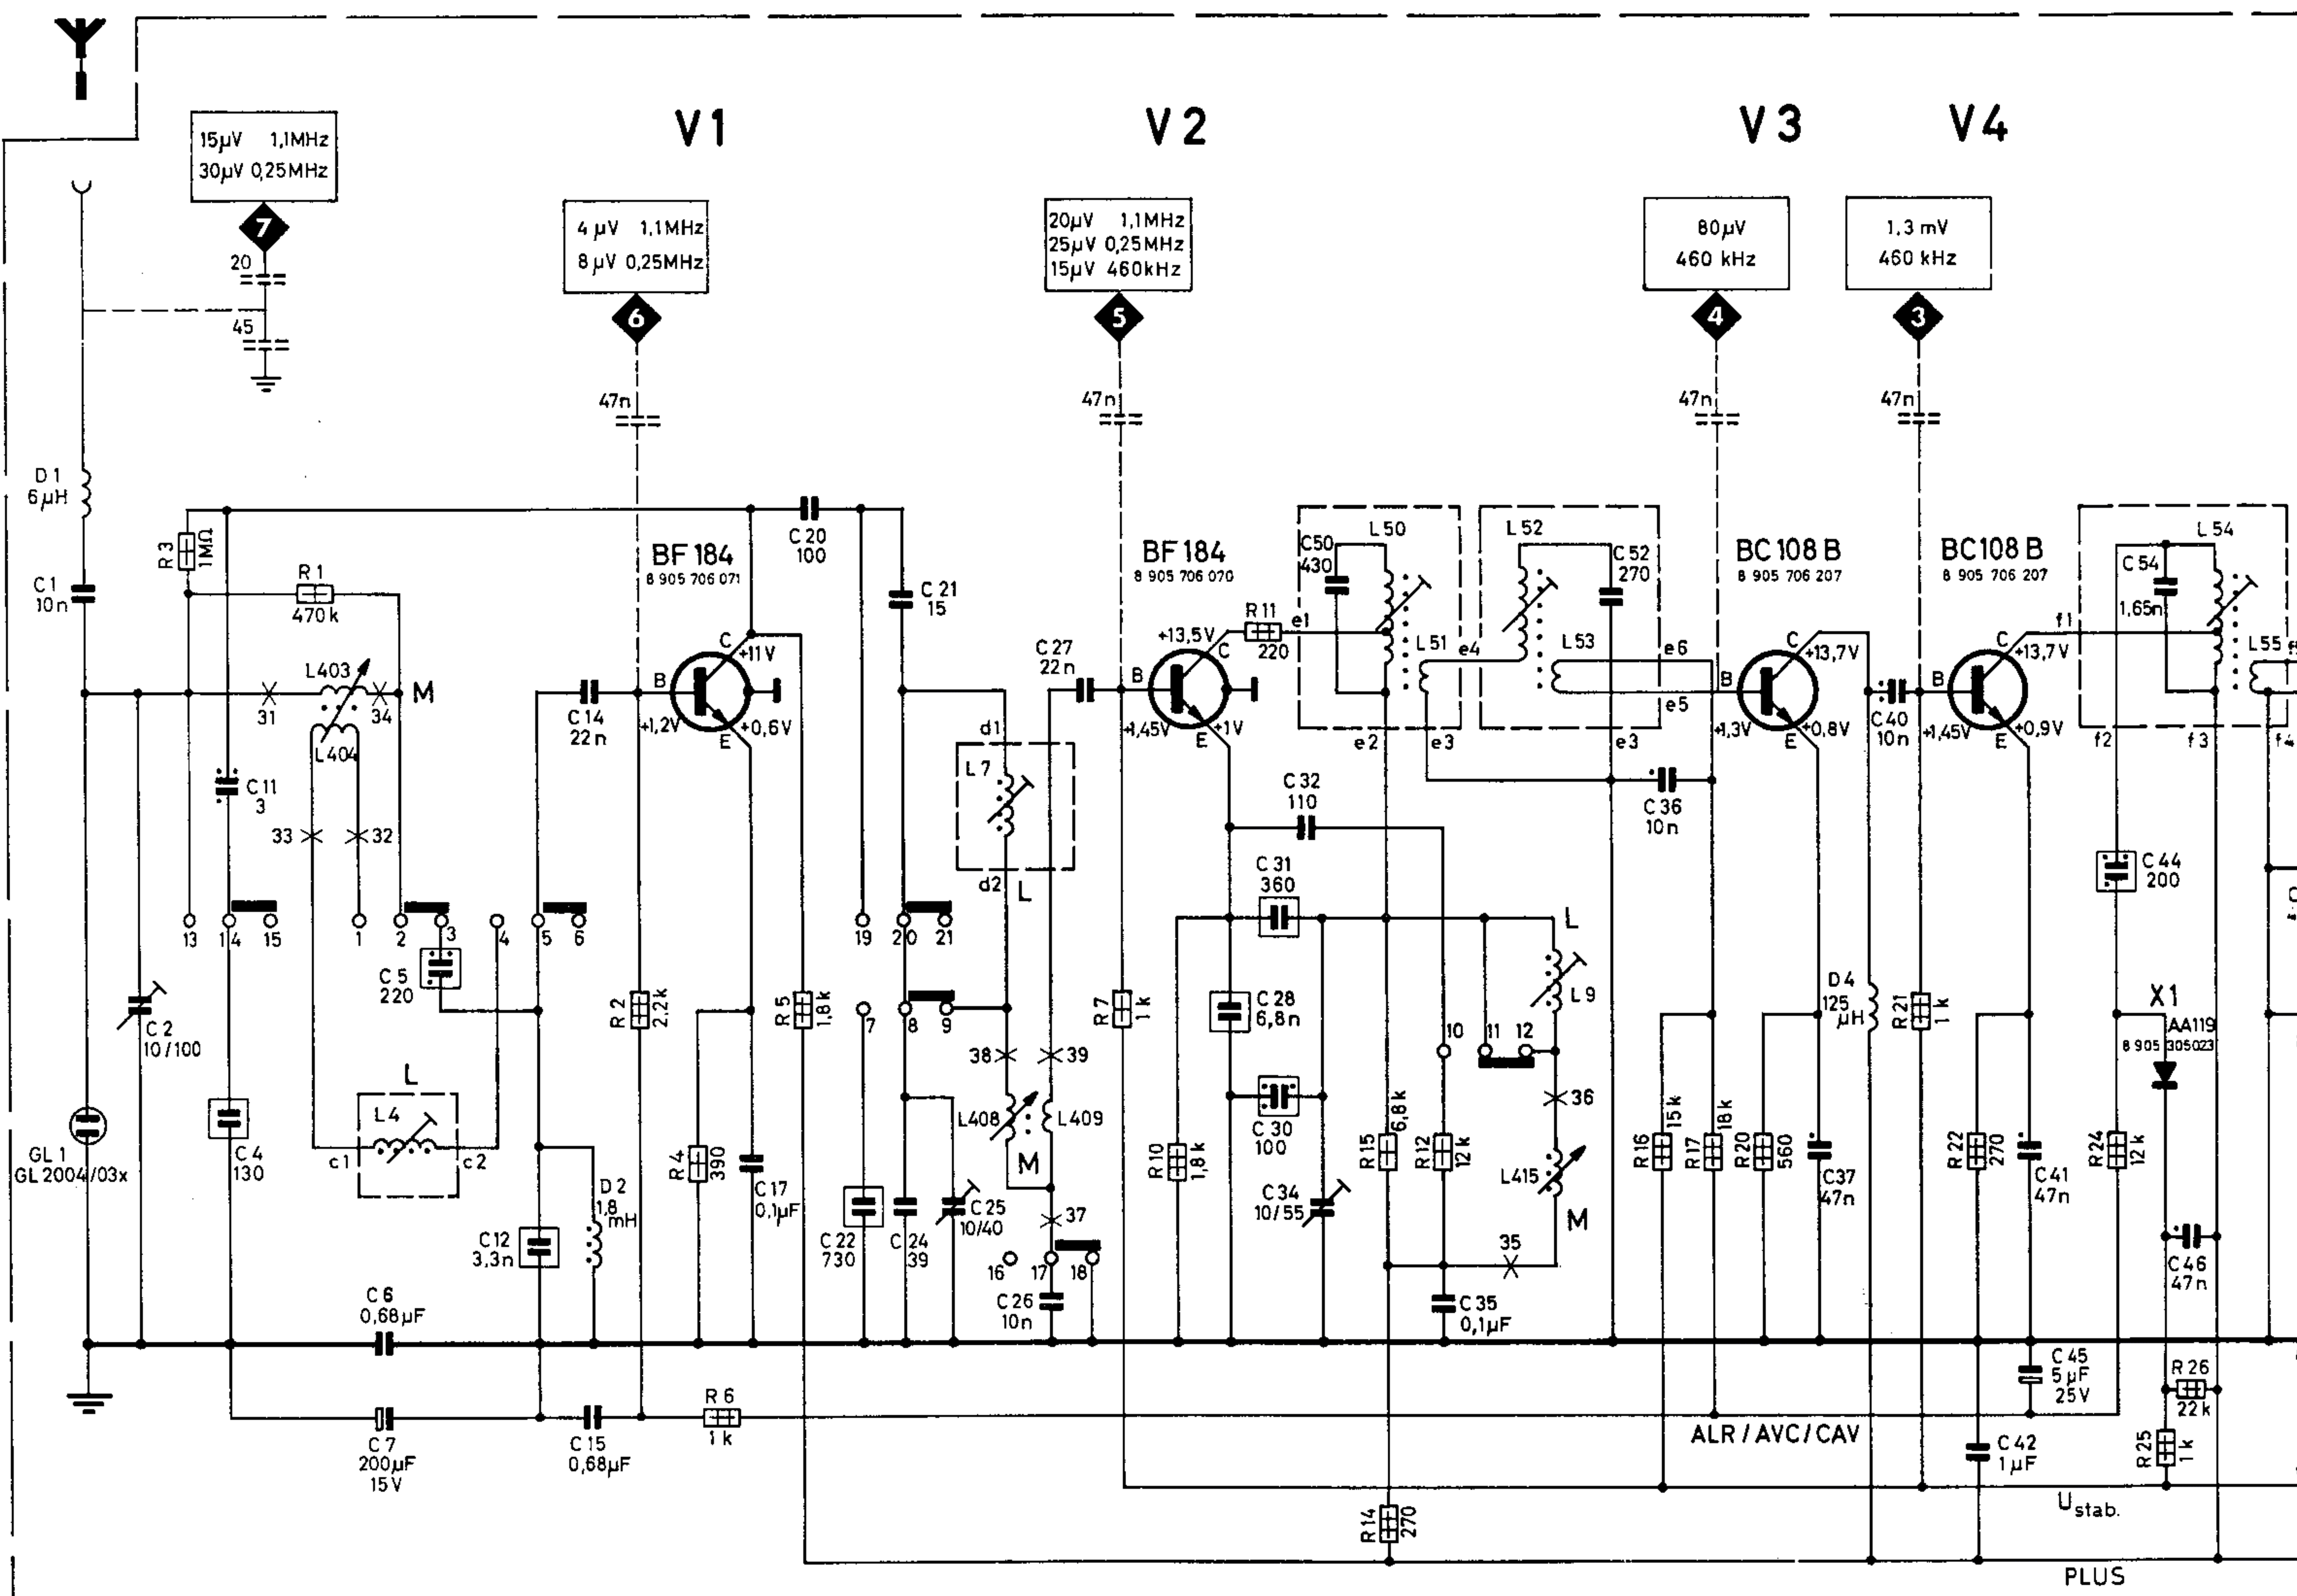 V1
V2
V3
V4
15µV 1,1MHz
30µV 0,25MHz
7
20
45
4 µV 1,1MHz
8 µV 0,25MHz
6
47n
20µV 1,1MHz
25µV 0,25MHz
15µV 460kHz
5
47n
80µV
460 kHz
4
47n
1,3 mV
460 kHz
3
47n
D1
6µH
C1
10n
R3
1MΩ
R1
470k
L403
31
34
M
L404
C11
3
33
32
13
14
15
1
2
3
4
5
6
C5
220
C2
10/100
L
L4
c1
c2
C4
130
GL1
GL2004/03x
C6
0,68µF
C7
200µF
15V
C12
3,3n
D2
1,8
mH
C15
0,68µF
C14
22n
BF184
8 905 706 071
B
C
E
+11V
+1,2V
+0,6V
R2
2,2k
R4
390
C17
0,1µF
R5
1,8k
R6
1k
C20
100
C21
15
19
20
21
7
8
9
C22
730
C24
39
C25
10/40
d1
L7
d2
L
38
39
L408
L409
M
37
16
17
18
C26
10n
C27
22n
BF184
8 905 706 070
+13,5V
C
B
E
+1,45V
+1V
R7
1k
R11
220
e1
C50
430
L50
L51
e4
e2
e3
L52
C52
270
L53
e6
e5
e3
C32
110
C31
360
C28
6,8n
C30
100
R10
1,8k
C34
10/55
R15
6,8k
R12
12k
10
11
12
L
L9
36
L415
M
35
C35
0,1µF
R14
270
C36
10n
BC108B
8 905 706 207
C
+13,7V
B
+1,3V
E
+0,8V
R16
15k
R17
18k
R20
560
C37
47n
D4
125
µH
C40
10n
BC108B
8 905 706 207
C
+13,7V
B
+1,45V
E
+0,9V
R21
1k
R22
270
C41
47n
f1
C54
1,65n
L54
L55
f2
f3
f4
C44
200
X1
AA119
8 905 305023
R24
12k
C46
47n
C45
5µF
25V
R26
22k
R25
1k
C42
1µF
ALR/AVC/CAV
Ustab.
PLUS